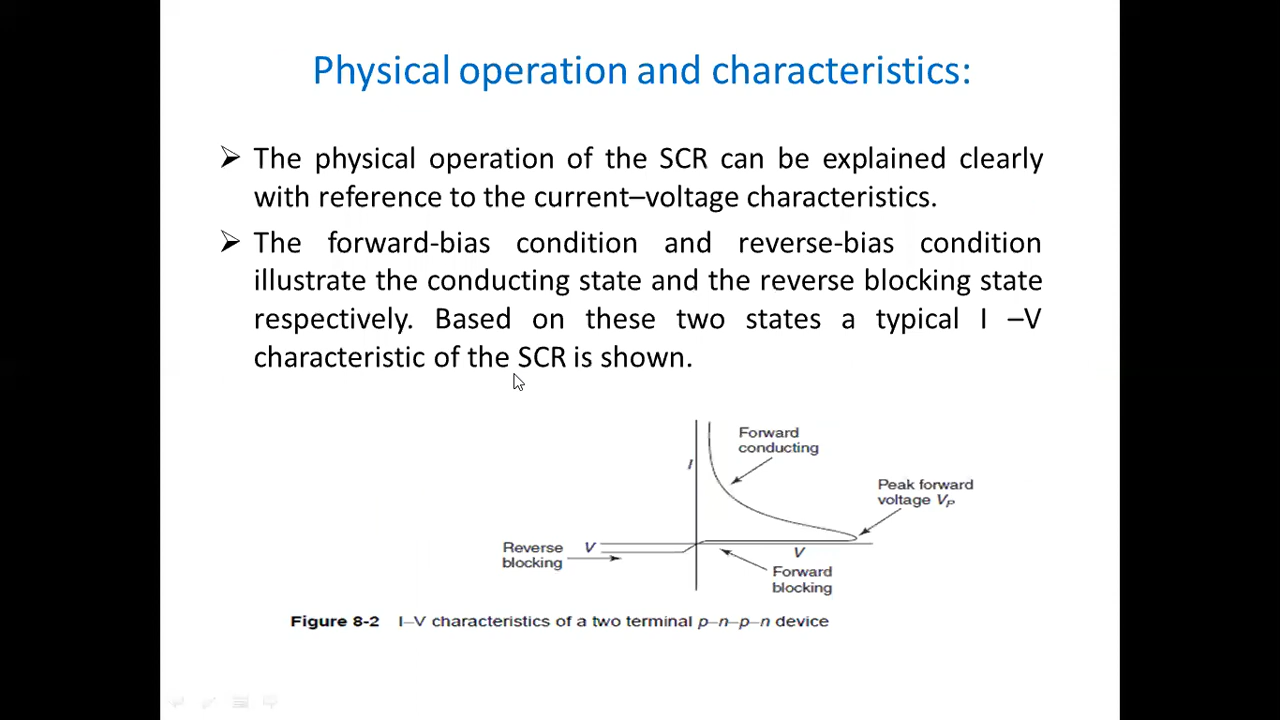 Physical operation and characteristics:
➢ The physical operation of the SCR can be explained clearly
with reference to the current–voltage characteristics.
➢ The forward-bias condition and reverse-bias condition
illustrate the conducting state and the reverse blocking state
respectively. Based on these two states a typical I –V
characteristic of the SCR is shown.
Forward
conducting
I
Peak forward
voltage VP
Reverse
blocking
V
V
Forward
blocking
Figure 8-2 I–V characteristics of a two terminal p–n–p–n device